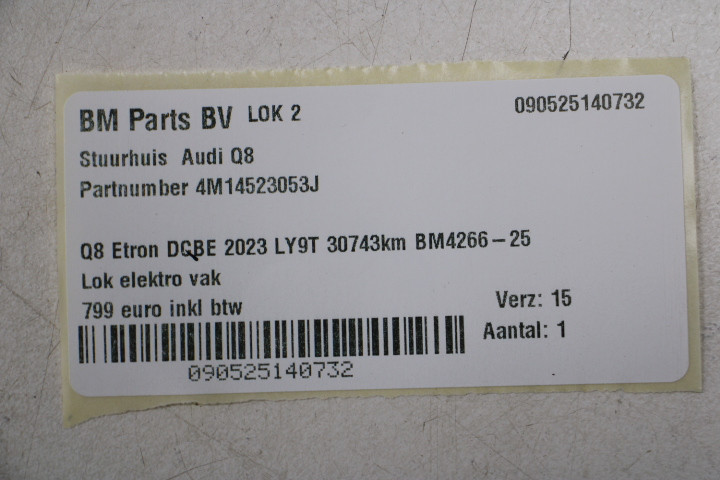 BM Parts BV LOK 2 090525140732
Stuurhuis Audi Q8
Partnumber 4M14523053J
Q8 Etron DCBE 2023 LY9T 30743km BM4266-25
Lok elektro vak
799 euro inkl btw
Verz: 15
Aantal: 1
090525140732